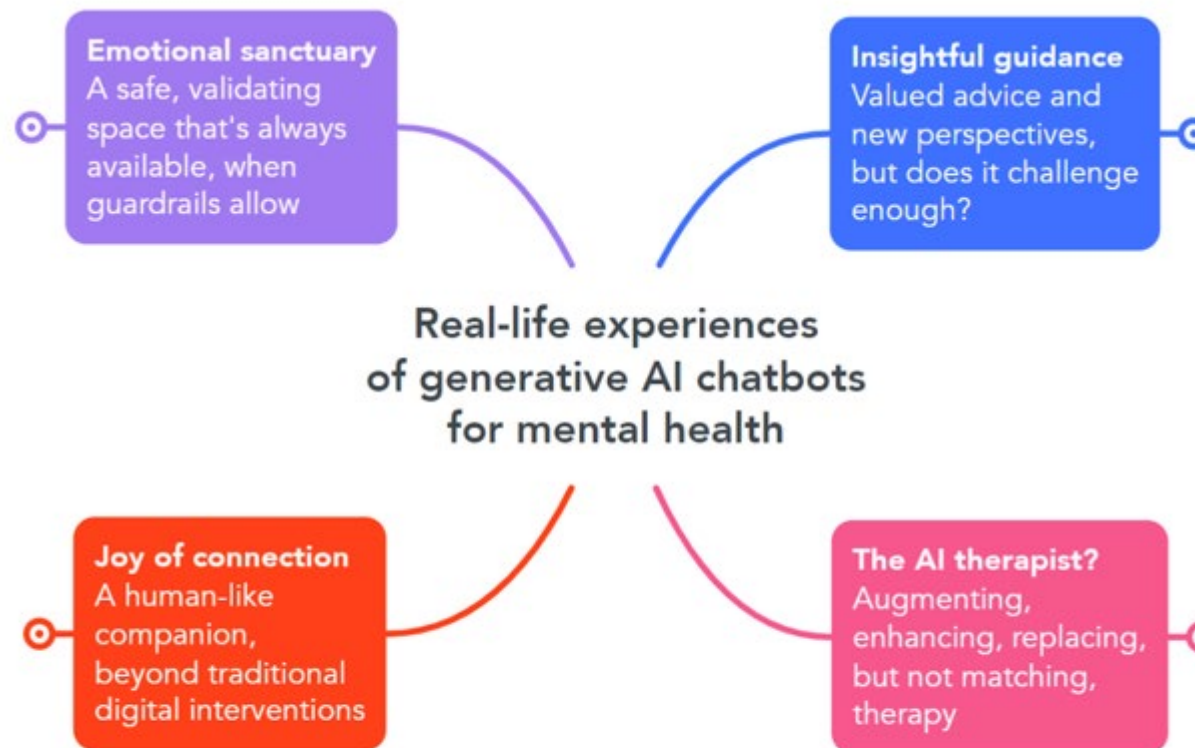 Emotional sanctuary
A safe, validating
space that's always
available, when
guardrails allow
Insightful guidance
Valued advice and
new perspectives,
but does it challenge
enough?
Real-life experiences
of generative AI chatbots
for mental health
Joy of connection
A human-like
companion,
beyond traditional
digital interventions
The AI therapist?
Augmenting,
enhancing, replacing,
but not matching,
therapy